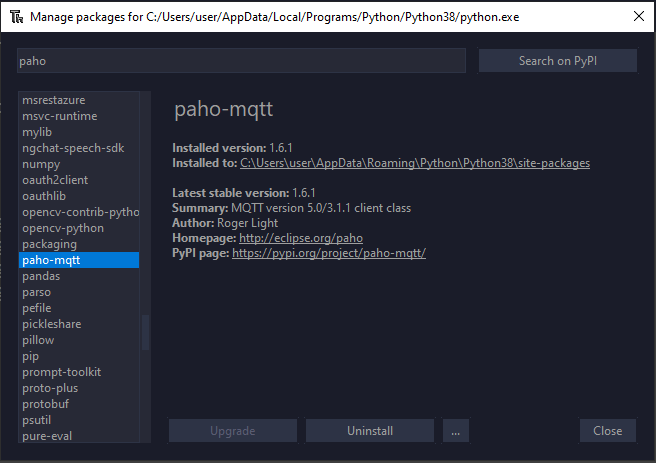 Manage packages for C:/Users/user/AppData/Local/Programs/Python/Python38/python.exe
paho
Search on PyPI
msrestazure
msvc-runtime
mylib
ngchat-speech-sdk
numpy
oauth2client
oauthlib
opencv-contrib-pytho
opencv-python
packaging
paho-mqtt
pandas
parso
pefile
pickleshare
pillow
pip
prompt-toolkit
proto-plus
protobuf
psutil
pure-eval
paho-mqtt
Installed version: 1.6.1
Installed to: C:\Users\user\AppData\Roaming\Python\Python38\site-packages
Latest stable version: 1.6.1
Summary: MQTT version 5.0/3.1.1 client class
Author: Roger Light
Homepage: http://eclipse.org/paho
PyPI page: https://pypi.org/project/paho-mqtt/
Upgrade
Uninstall
...
Close